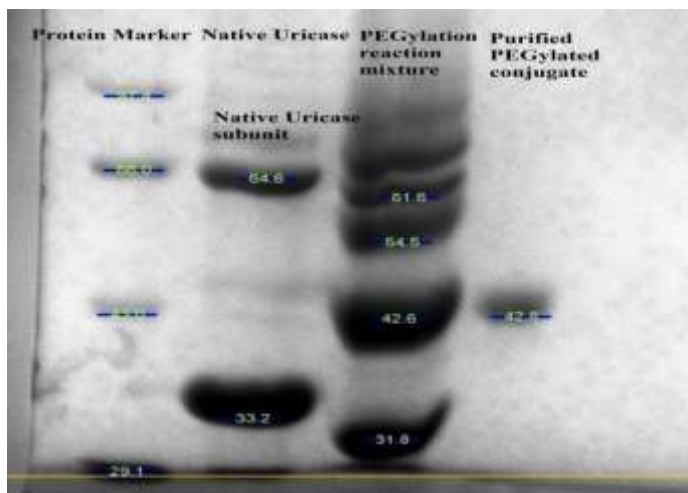 Protein Marker
Native Uricase
PEGylation
reaction
mixture
Purified
PEGylated
conjugate
Native Uricase
subunit
64.6
61.6
54.5
42.6
33.2
31.8
29.1